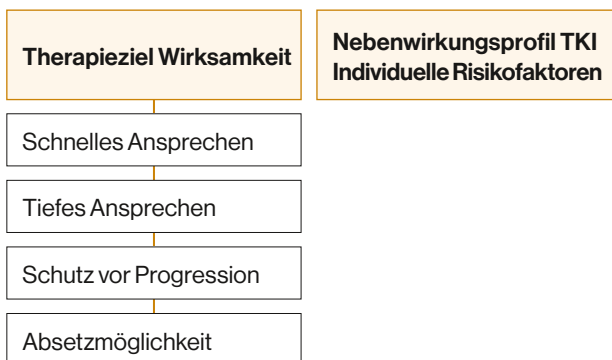 Therapieziel Wirksamkeit
Nebenwirkungsprofil TKI
Individuelle Risikofaktoren
Schnelles Ansprechen
Tiefes Ansprechen
Schutz vor Progression
Absetzmöglichkeit